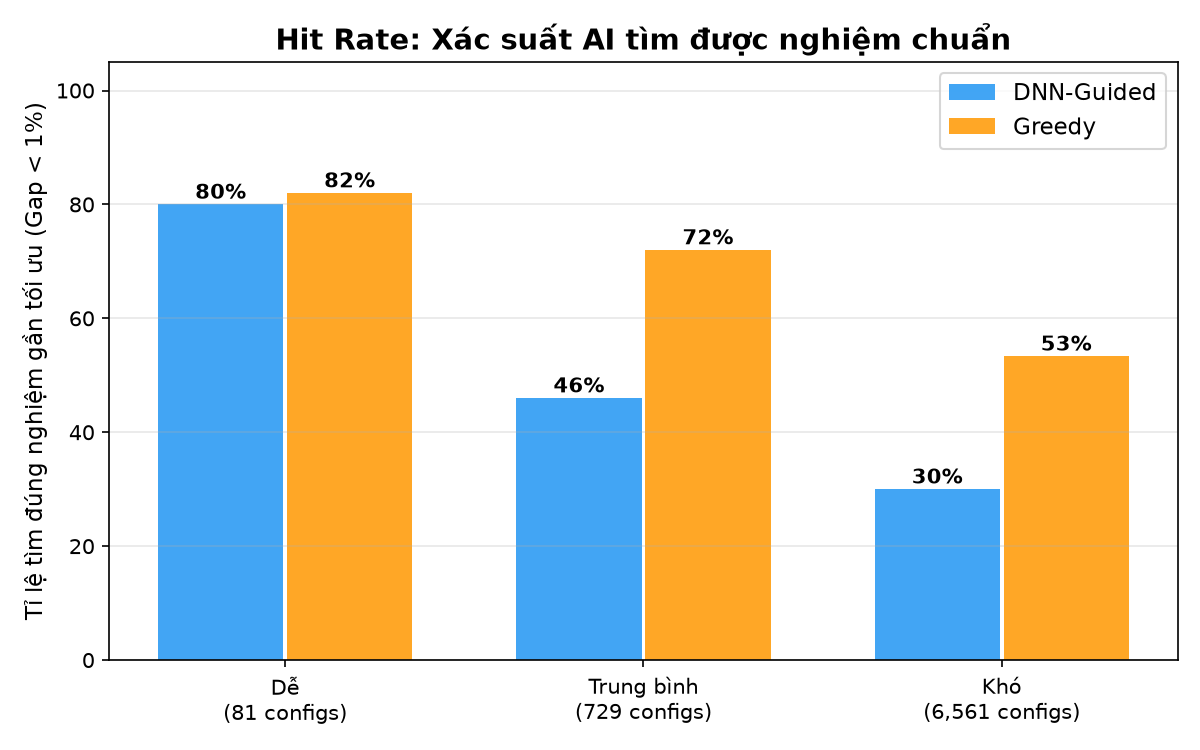 Hit Rate: Xác suất AI tìm được nghiệm chuẩn
Tỉ lệ tìm đúng nghiệm gần tối ưu (Gap < 1%)
100
80
60
40
20
0
DNN-Guided
Greedy
80%
82%
46%
72%
30%
53%
Dễ
(81 configs)
Trung bình
(729 configs)
Khó
(6,561 configs)